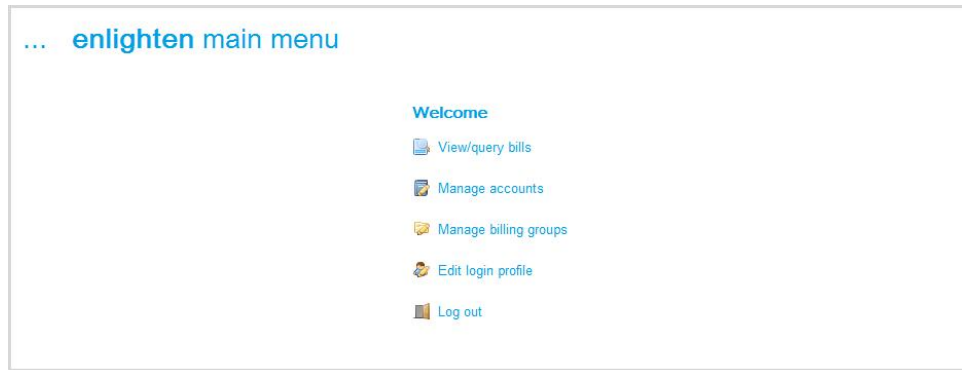 ... enlighten main menu
Welcome
View/query bills
Manage accounts
Manage billing groups
Edit login profile
Log out